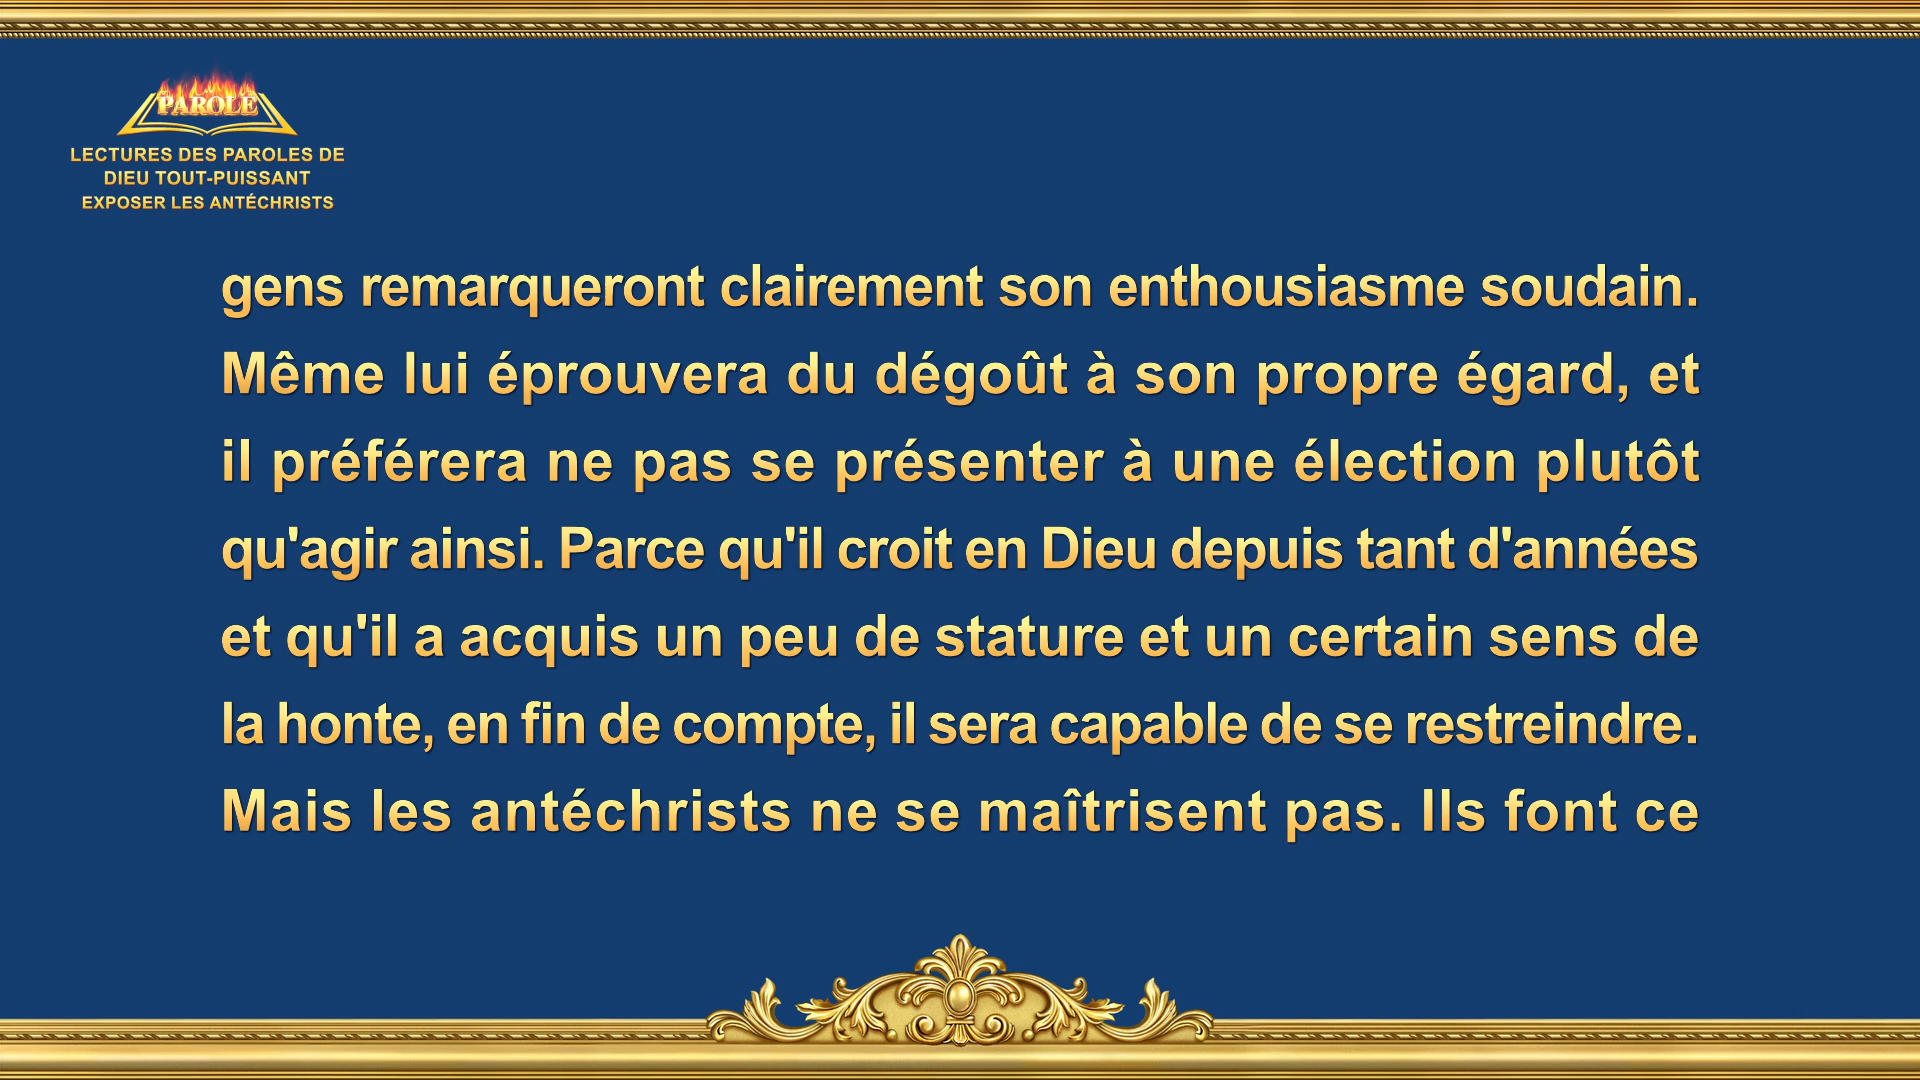 PAROLE
LECTURES DES PAROLES DE
DIEU TOUT-PUISSANT
EXPOSER LES ANTÉCHRISTS
gens remarqueront clairement son enthousiasme soudain.
Même lui éprouvera du dégoût à son propre égard, et
il préférera ne pas se présenter à une élection plutôt
qu'agir ainsi. Parce qu'il croit en Dieu depuis tant d'années
et qu'il a acquis un peu de stature et un certain sens de
la honte, en fin de compte, il sera capable de se restreindre.
Mais les antéchrists ne se maîtrisent pas. Ils font ce